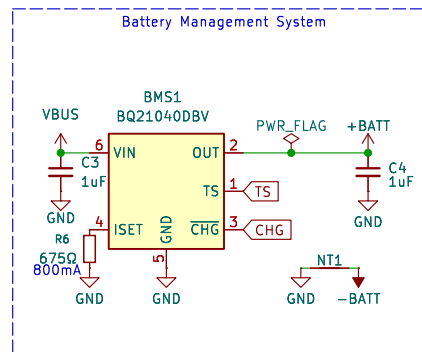 Battery Management System
BMS1
BQ21040DBV
VBUS
PWR_FLAG
+BATT
6
VIN
OUT
2
C3
1uF
C4
1uF
TS
1
TS
GND
GND
4
ISET
GND
CHG
3
CHG
R6
675Ω
800mA
5
NT1
GND
GND
GND
-BATT